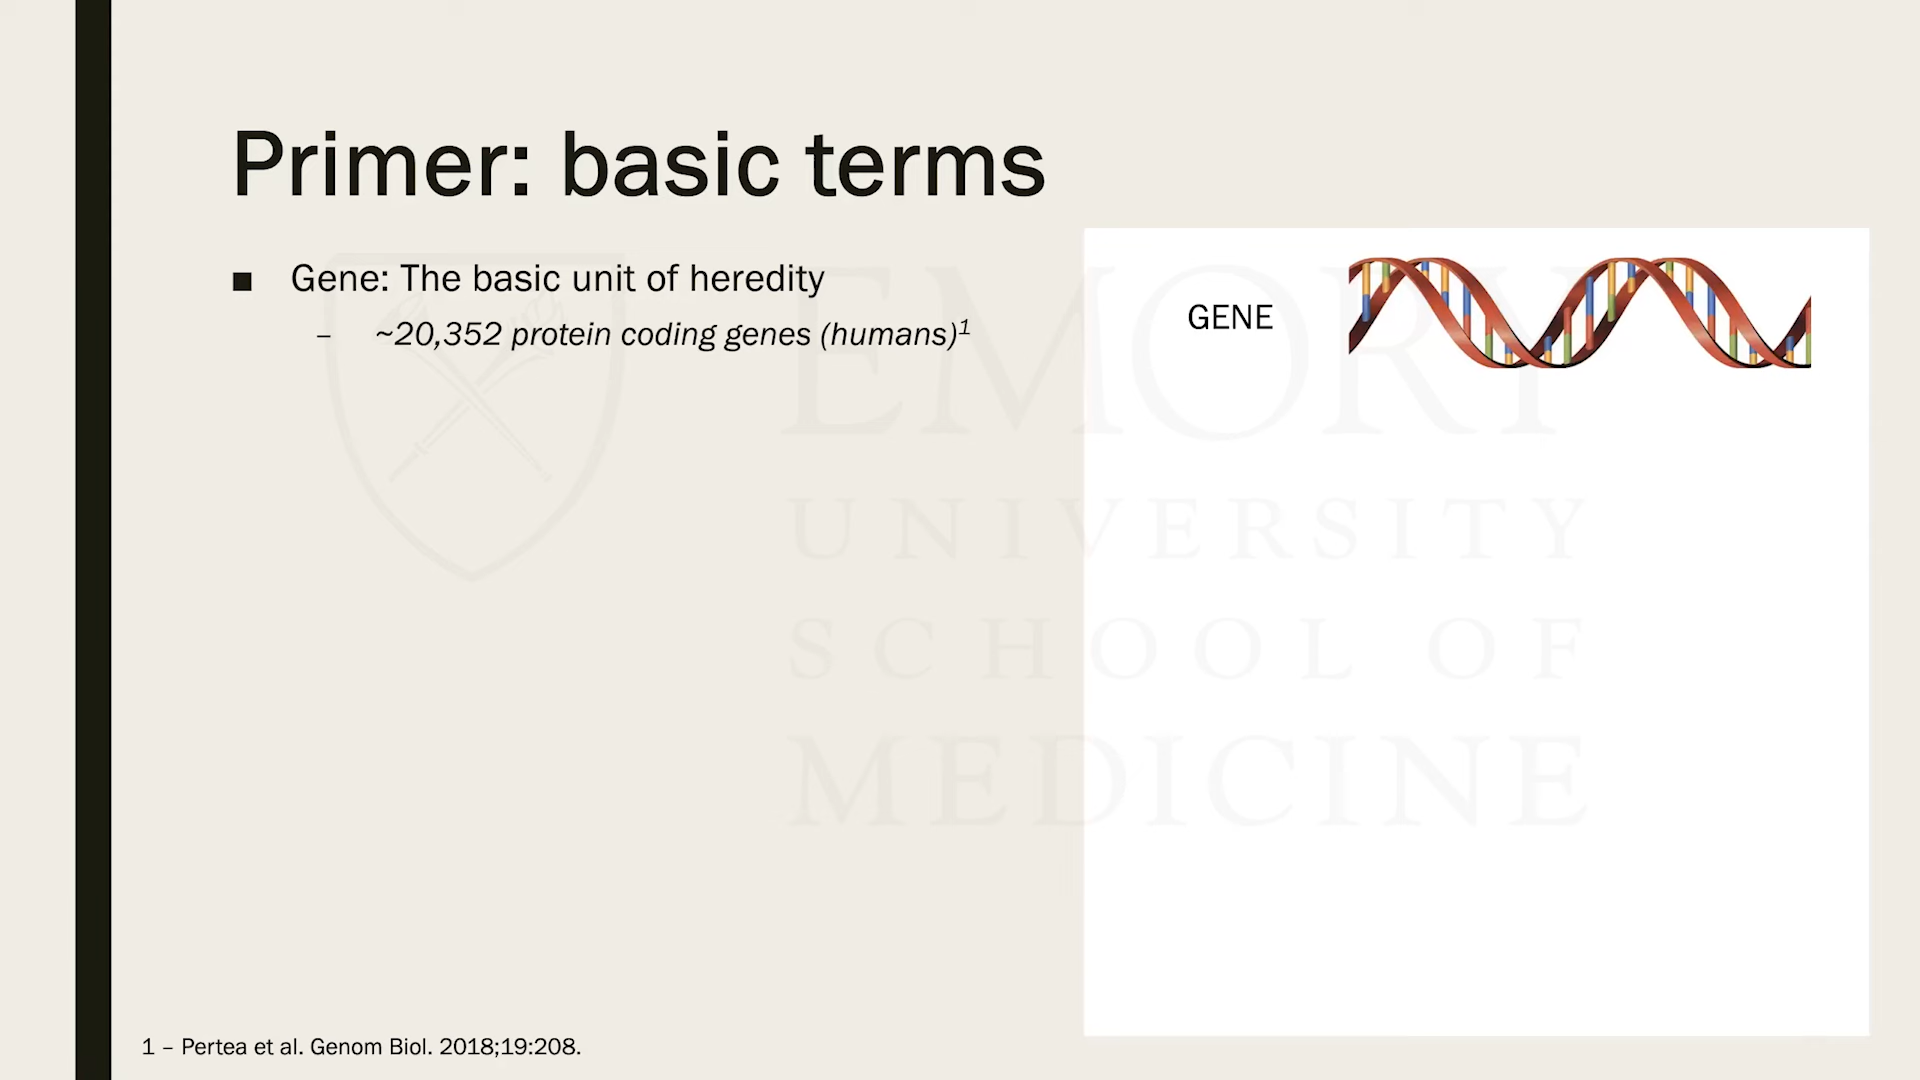 Primer: basic terms
■ Gene: The basic unit of heredity
– ~20,352 protein coding genes (humans)1
GENE
EMORY
UNIVERSITY
SCHOOL OF
MEDICINE
1 – Pertea et al. Genom Biol. 2018;19:208.